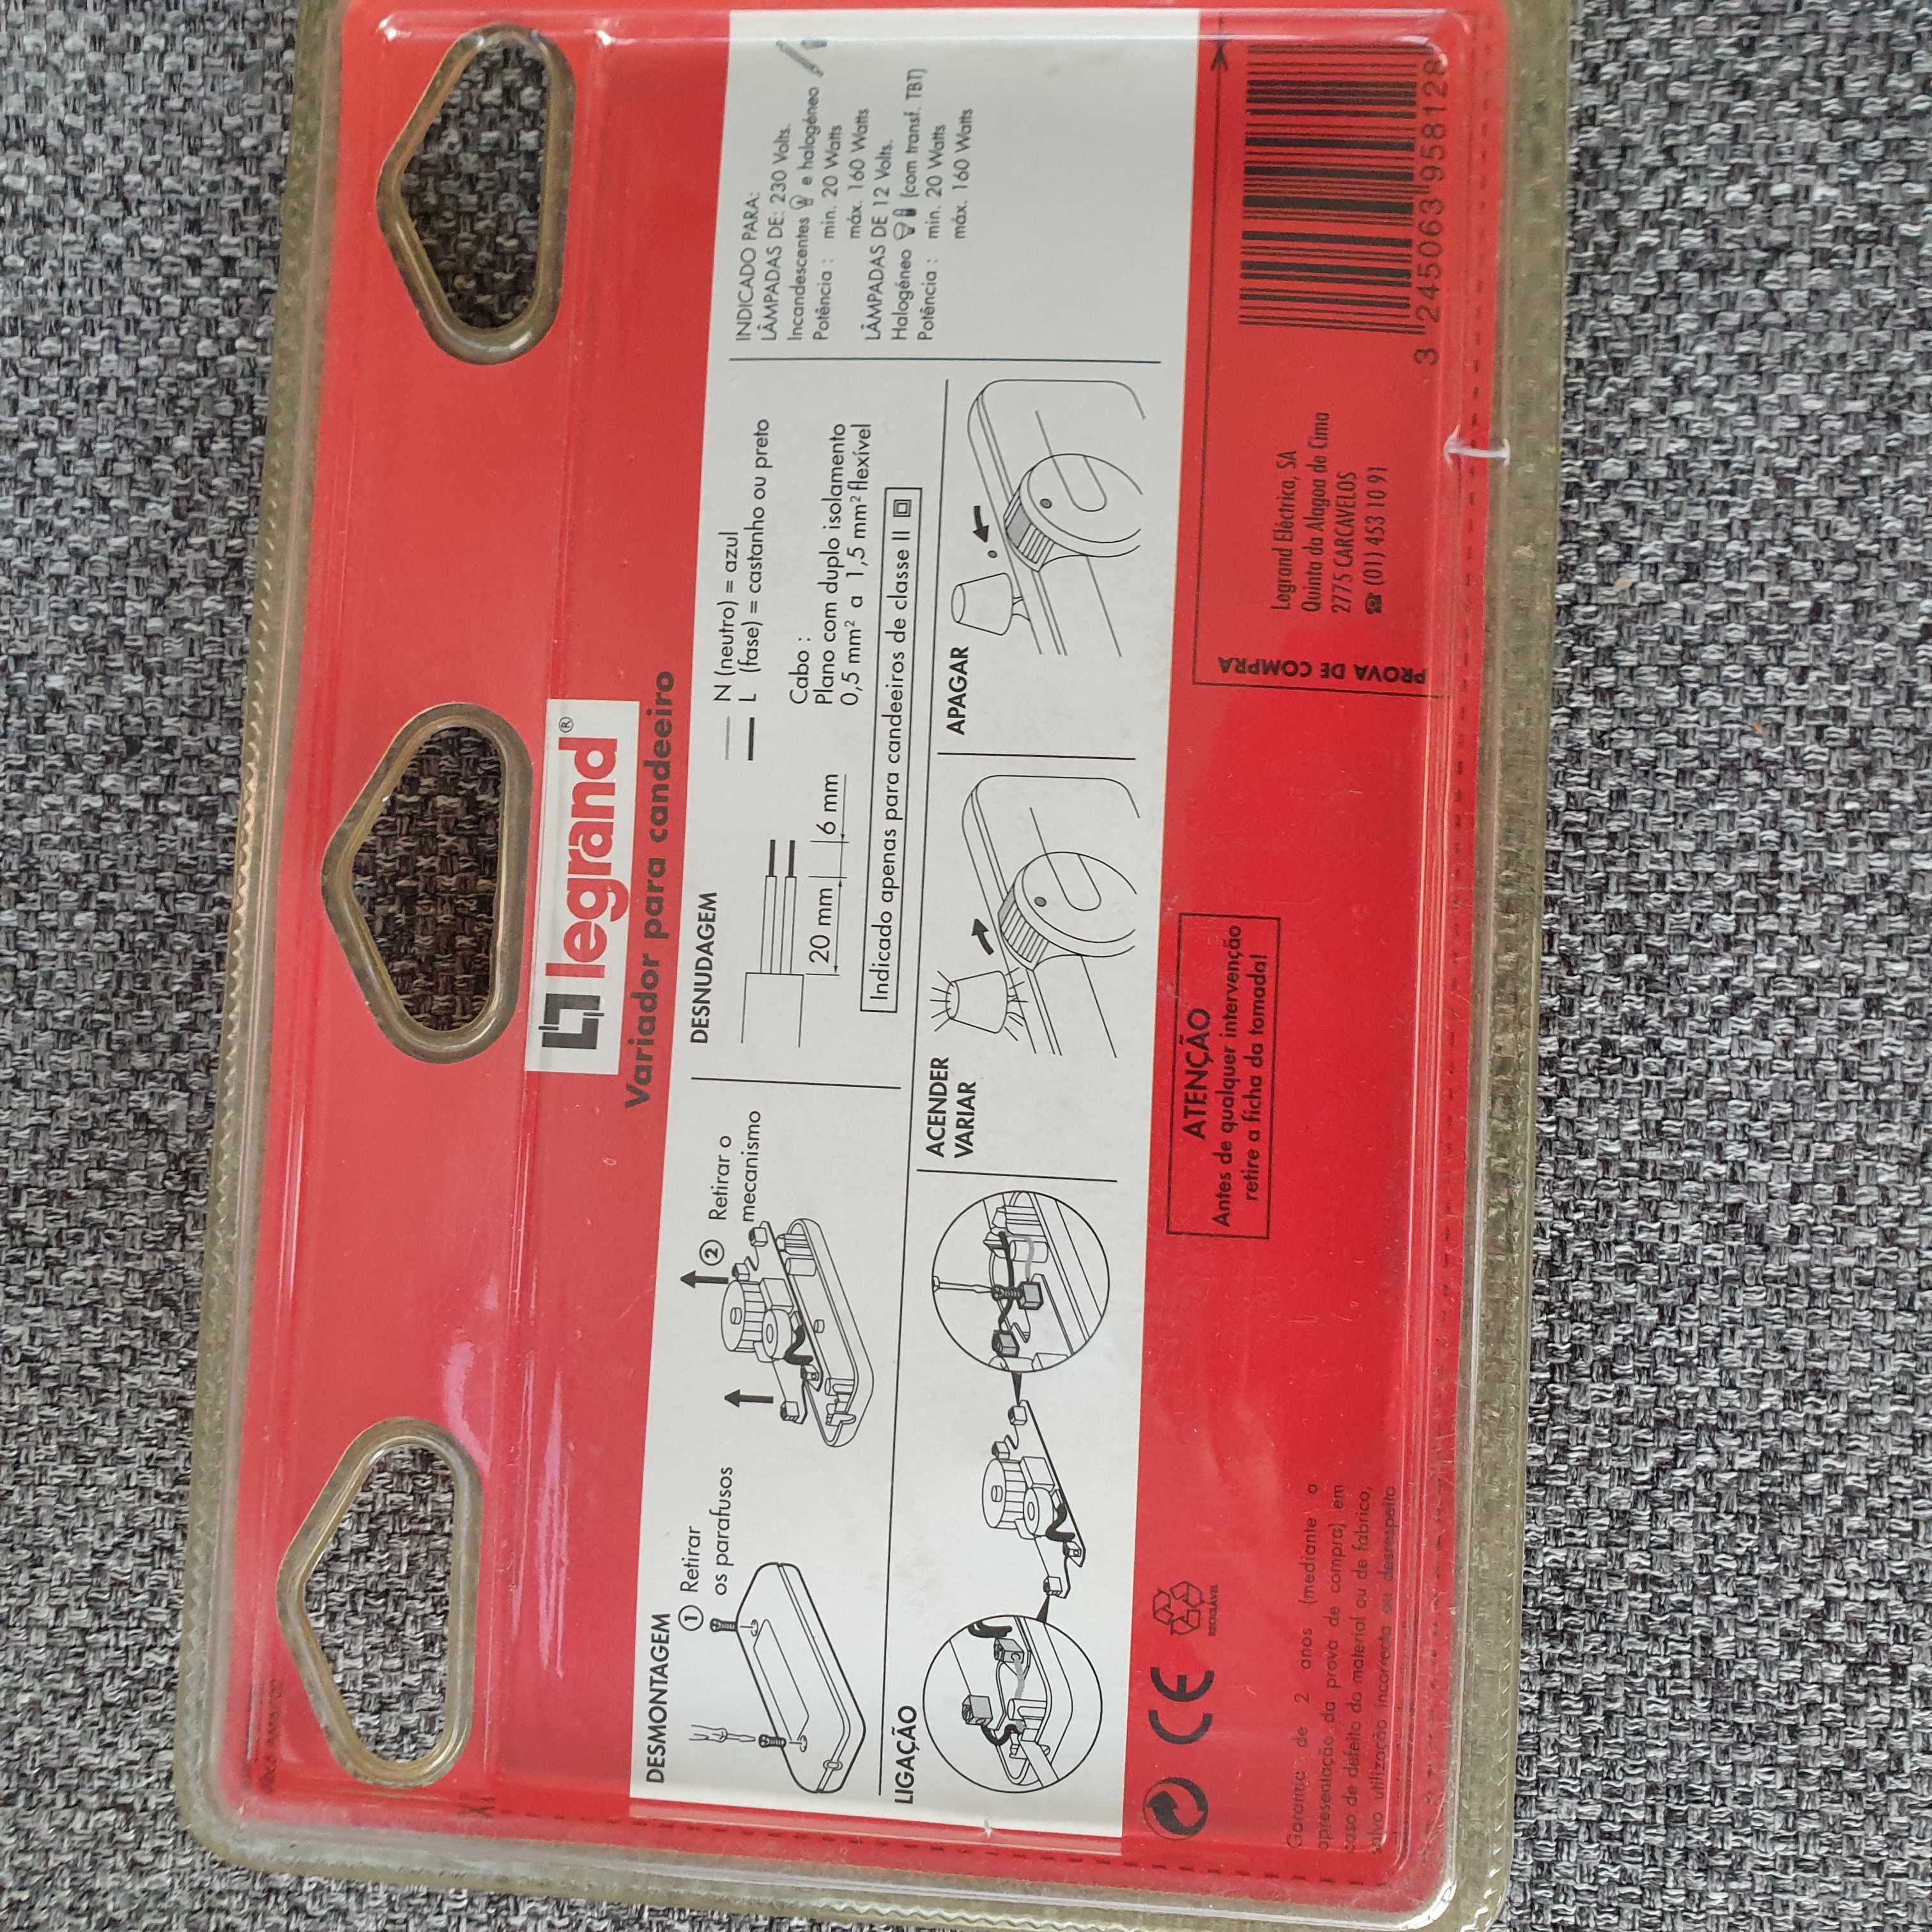 legrand®
Variador para candeeiro
DESMONTAGEM
1 Retirar
os parafusos
2 Retirar o
mecanismo
DESNUDAGEM
20 mm
6 mm
N (neutro) = azul
L (fase) = castanho ou preto
Cabo :
Plano com duplo isolamento
0,5 mm² a 1,5 mm² flexível
Indicado apenas para candeeiros de classe II
INDICADO PARA:
LÂMPADAS DE: 230 Volts.
Incandescentes e halogéneo
Potência : min. 20 Watts
máx. 160 Watts
LÂMPADAS DE 12 Volts.
Halogéneo (com transf. TBT)
Potência : min. 20 Watts
máx. 160 Watts
LIGAÇÃO
ACENDER
VARIAR
APAGAR
CE
RECICLÁVEL
ATENÇÃO
Antes de qualquer intervenção
retire a ficha da tomada!
Garantia de 2 anos (mediante a
apresentação da prova de compra) em
caso de defeito do material ou de fabrico,
salvo utilização incorrecta ou desrespeito
PROVA DE COMPRA
Legrand Eléctrica, SA
Quinta da Alagoa de Cima
2775 CARCAVELOS
☎ (01) 453 10 91
3 245063 958128